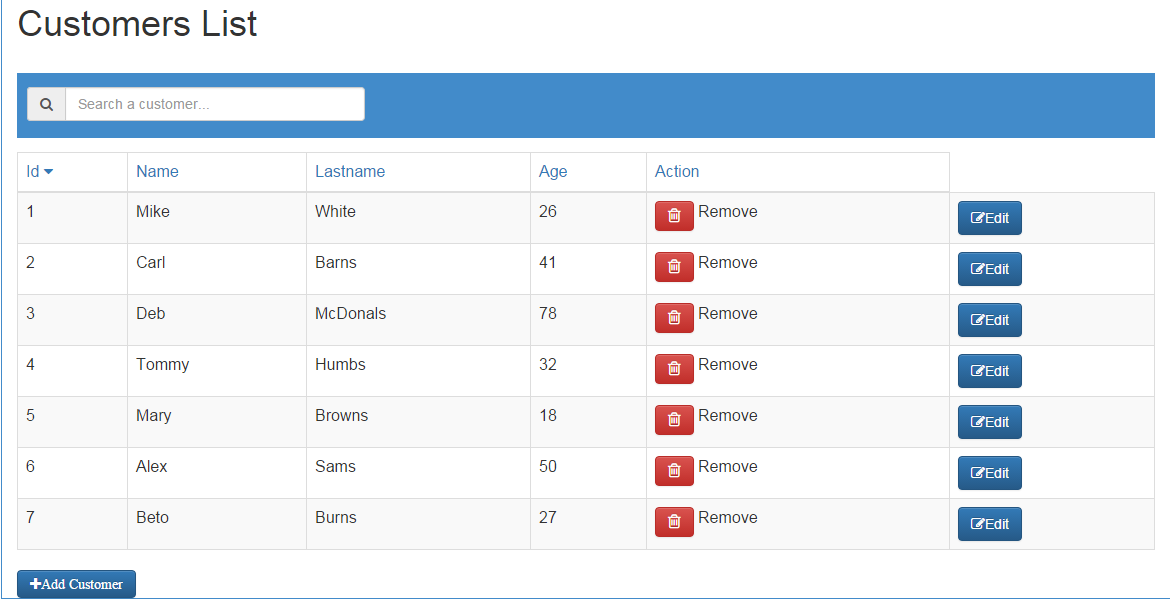 Customers List
Search a customer...
Id Name Lastname Age Action
1 Mike White 26 Remove Edit
2 Carl Barns 41 Remove Edit
3 Deb McDonals 78 Remove Edit
4 Tommy Humbs 32 Remove Edit
5 Mary Browns 18 Remove Edit
6 Alex Sams 50 Remove Edit
7 Beto Burns 27 Remove Edit
Add Customer